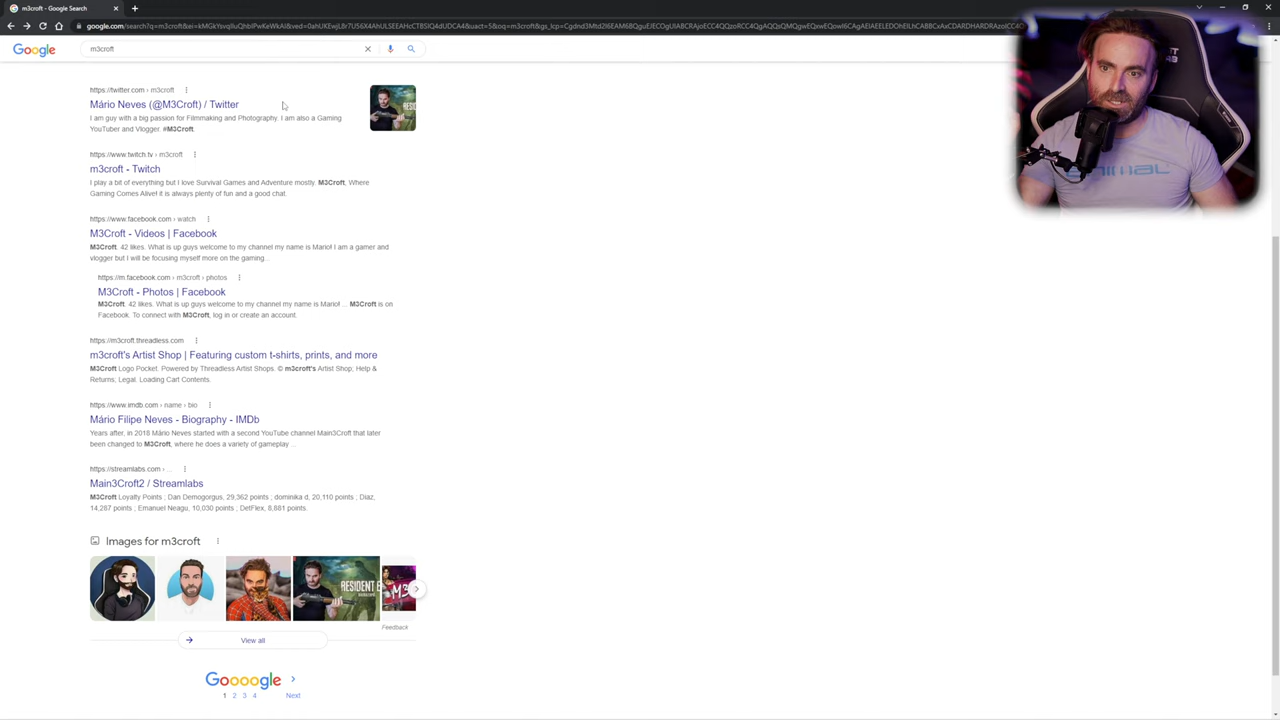 m3croft - Google Search
Google
m3croft
https://twitter.com › m3croft
Mário Neves (@M3Croft) / Twitter
I am guy with a big passion for Filmmaking and Photography. I am also a Gaming
YouTuber and Vlogger. #M3Croft.
https://www.twitch.tv › m3croft
m3croft - Twitch
I play a bit of everything but I love Survival Games and Adventure mostly. M3Croft, Where
Gaming Comes Alive! it is always plenty of fun and a good chat.
https://www.facebook.com › watch
M3Croft - Videos | Facebook
M3Croft. 42 likes. What is up guys welcome to my channel my name is Mario! I am a gamer and
vlogger but I will be focusing myself more on the gaming...
https://m.facebook.com › m3croft › photos
M3Croft - Photos | Facebook
M3Croft. 42 likes. What is up guys welcome to my channel my name is Mario! ... M3Croft is on
Facebook. To connect with M3Croft, log in or create an account.
https://m3croft.threadless.com
m3croft's Artist Shop | Featuring custom t-shirts, prints, and more
M3Croft Logo Pocket. Powered by Threadless Artist Shops. © m3croft's Artist Shop; Help &
Returns; Legal. Loading Cart Contents.
https://www.imdb.com › name › bio
Mário Filipe Neves - Biography - IMDb
Years after, in 2018 Mário Neves started with a second YouTube channel Main3Croft that later
been changed to M3Croft, where he does a variety of gameplay ...
https://streamlabs.com › ...
Main3Croft2 / Streamlabs
M3Croft Loyalty Points ; Dan Demogorgus, 29,362 points ; dominika d, 20,110 points ; Diaz,
14,287 points ; Emanuel Neagu, 10,030 points ; DetFlex, 8,881 points.
Images for m3croft
RESIDENT E
M3
Feedback
View all
Goooogle
1 2 3 4 Next